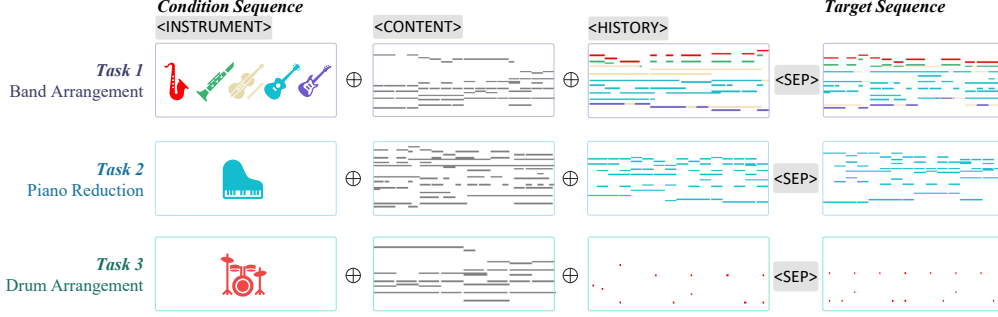 Condition Sequence
Target Sequence
<INSTRUMENT>
<CONTENT>
<HISTORY>
Task 1
Band Arrangement
⊕
⊕
<SEP>
Task 2
Piano Reduction
⊕
⊕
<SEP>
Task 3
Drum Arrangement
⊕
⊕
<SEP>